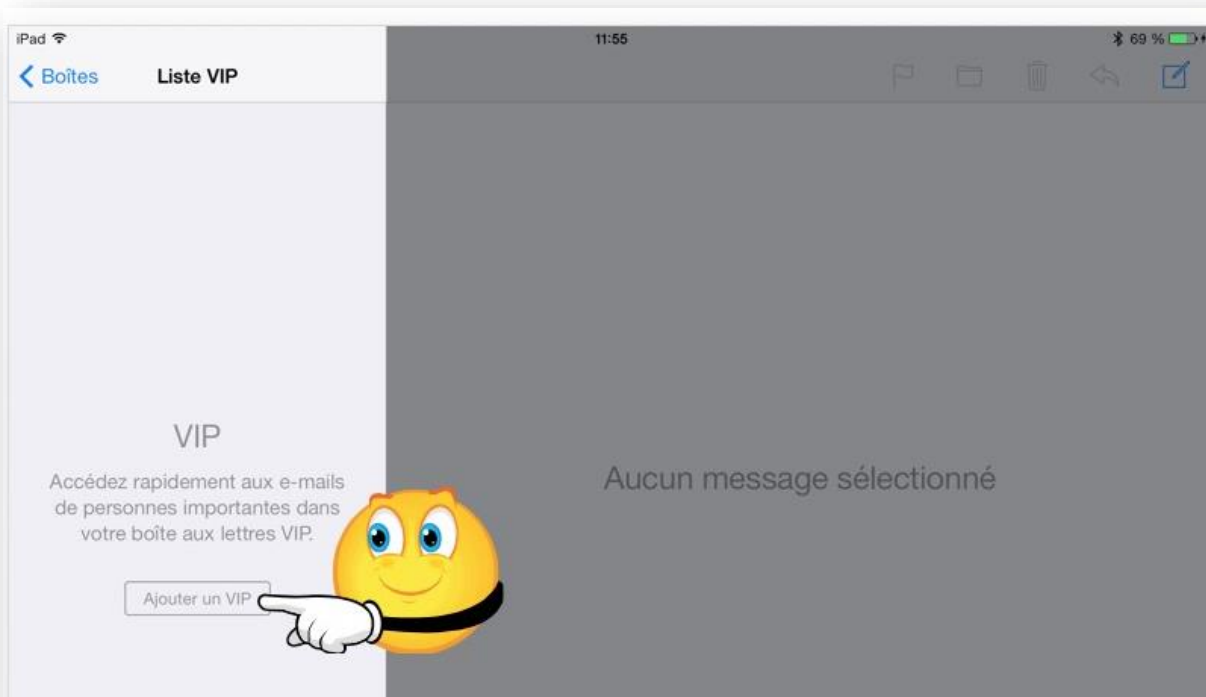 iPad
11:55
69 %
Boîtes
Liste VIP
VIP
Accédez rapidement aux e-mails
de personnes importantes dans
votre boîte aux lettres VIP.
Ajouter un VIP
Aucun message sélectionné